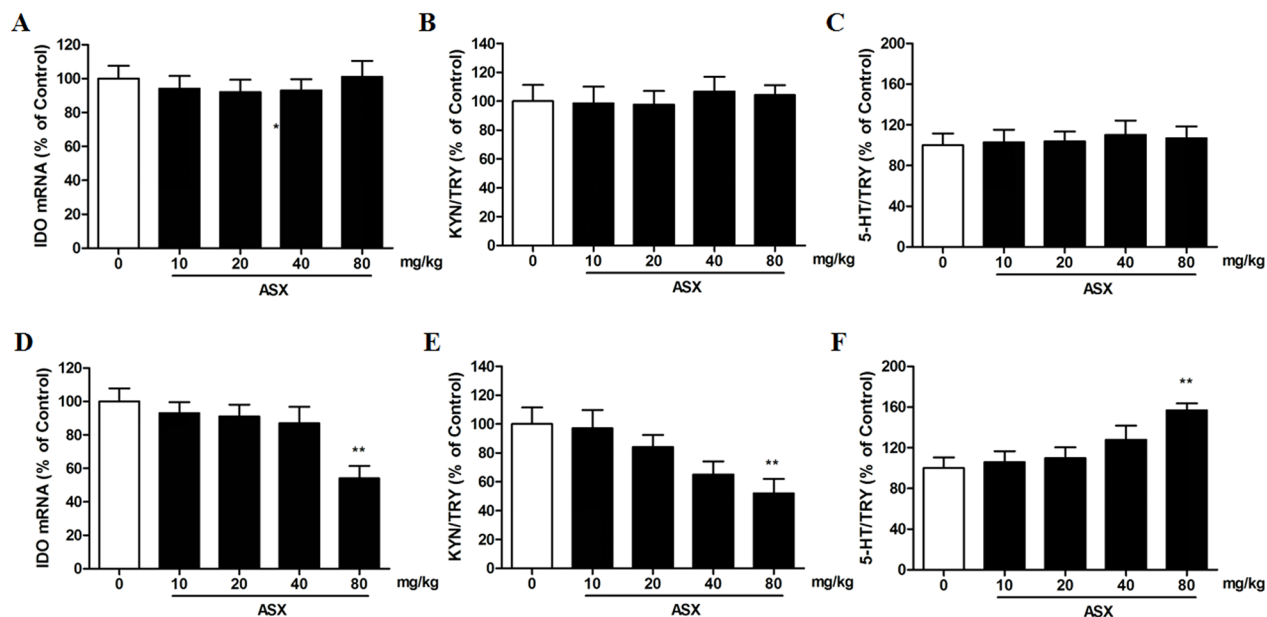 A
IDO mRNA (% of Control)
120
100
80
60
40
20
0
*
0 10 20 40 80 mg/kg
ASX
B
KYN/TRY (% of Control)
140
120
100
80
60
40
20
0
0 10 20 40 80 mg/kg
ASX
C
5-HT/TRY (% of Control)
200
160
120
80
40
0
0 10 20 40 80 mg/kg
ASX
D
IDO mRNA (% of Control)
120
100
80
60
40
20
0
**
0 10 20 40 80 mg/kg
ASX
E
KYN/TRY (% of Control)
140
120
100
80
60
40
20
0
**
0 10 20 40 80 mg/kg
ASX
F
5-HT/TRY (% of Control)
200
160
120
80
40
0
**
0 10 20 40 80 mg/kg
ASX